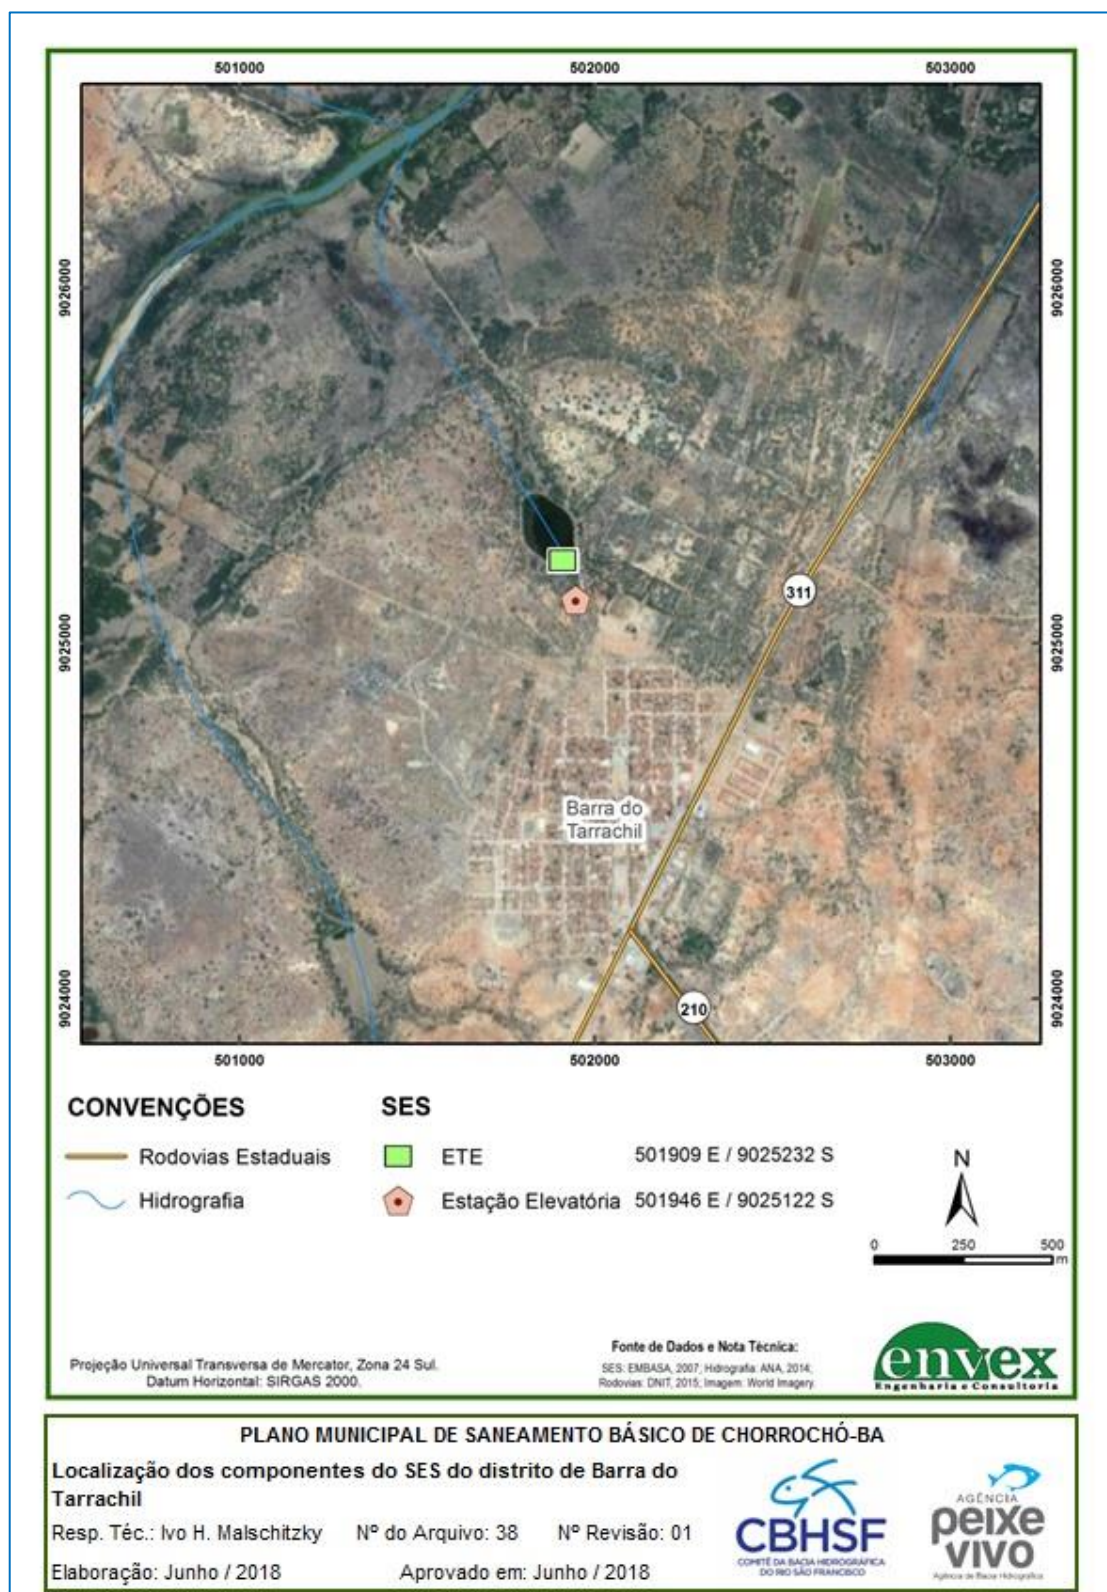 501000 502000 503000
9026000 9026000
311
9025000 9025000
Barra do
Tarrachil
9024000 9024000
210
501000 502000 503000
CONVENÇÕES SES
Rodovias Estaduais ETE 501909 E / 9025232 S
Hidrografia Estação Elevatória 501946 E / 9025122 S
N
0 250 500
m
Fonte de Dados e Nota Técnica:
Projeção Universal Transversa de Mercator, Zona 24 Sul.
Datum Horizontal: SIRGAS 2000.
SES: EMBASA, 2007; Hidrografia: ANA, 2014;
Rodovias: DNIT, 2015; Imagem: World Imagery.
envex
Engenharia e Consultoria
PLANO MUNICIPAL DE SANEAMENTO BÁSICO DE CHORROCHÓ-BA
Localização dos componentes do SES do distrito de Barra do
Tarrachil
Resp. Téc.: Ivo H. Malschitzky Nº do Arquivo: 38 Nº Revisão: 01
Elaboração: Junho / 2018 Aprovado em: Junho / 2018
CBHSF
COMITÊ DA BACIA HIDROGRÁFICA
DO RIO SÃO FRANCISCO
AGÊNCIA
peixe
vivo
Agência de Bacia Hidrográfica